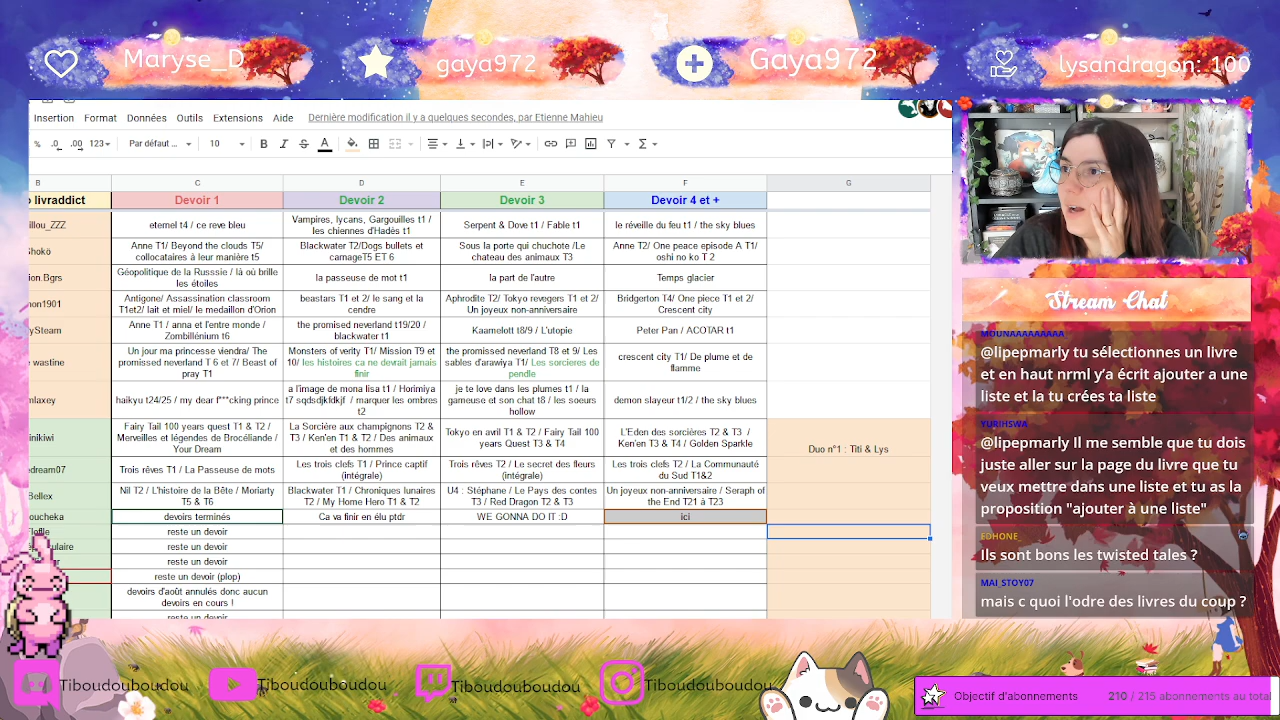 Maryse_D
gaya972
Gaya972
lysandragon: 100
Insertion Format Données Outils Extensions Aide Dernière modification il y a quelques secondes, par Etienne Mahieu
% .0 .00 123 Par défaut ... 10 B I S A
B C D E F G
livraddict Devoir 1 Devoir 2 Devoir 3 Devoir 4 et +
illou_ZZZ eternel t4 / ce reve bleu Vampires, lycans, Gargouilles t1 / les chiennes d'Hadès t1 Serpent & Dove t1 / Fable t1 le réveille du feu t1 / the sky blues
Shokö Anne T1/ Beyond the clouds T5/ collocataires à leur manière t5 Blackwater T2/Dogs bullets et carnageT5 ET 6 Sous la porte qui chuchote /Le chateau des animaux T3 Anne T2/ One peace episode A T1/ oshi no ko T 2
ion.Bgrs Géopolitique de la Russsie / là où brille les étoiles la passeuse de mot t1 la part de l'autre Temps glacier
non1901 Antigone/ Assassination classroom T1et2/ lait et miel/ le medaillon d'Orion beastars T1 et 2/ le sang et la cendre Aphrodite T2/ Tokyo revegers T1 et 2/ Un joyeux non-anniversaire Bridgerton T4/ One piece T1 et 2/ Crescent city
ySteam Anne T1 / anna et l'entre monde / Zombillénium t6 the promised neverland t19/20 / blackwater t1 Kaamelott t8/9 / L'utopie Peter Pan / ACOTAR t1
wastine Un jour ma princesse viendra/ The promissed neverland T 6 et 7/ Beast of pray T1 Monsters of verity T1/ Mission T9 et 10/ les histoires ca ne devrait jamais finir the promised neverland T8 et 9/ Les sables d'arawiya T1/ Les sorcieres de pendle crescent city T1/ De plume et de flamme
mlaxey haikyu t24/25 / my dear f***cking prince a l'image de mona lisa t1 / Horimiya t7 sqdsdjkfdkjf / marquer les ombres t2 je te love dans les plumes t1 / la gameuse et son chat t8 / les soeurs hollow demon slayeur t1/2 / the sky blues
inikiwi Fairy Tail 100 years quest T1 & T2 / Merveilles et légendes de Brocéliande / Your Dream La Sorcière aux champignons T2 & T3 / Ken'en T1 & T2 / Des animaux et des hommes Tokyo en avril T1 & T2 / Fairy Tail 100 years Quest T3 & T4 L'Eden des sorcières T2 & T3 / Ken'en T3 & T4 / Golden Sparkle Duo n°1 : Titi & Lys
edream07 Trois rêves T1 / La Passeuse de mots Les trois clefs T1 / Prince captif (intégrale) Trois rêves T2 / Le secret des fleurs (intégrale) Les trois clefs T2 / La Communauté du Sud T1&2
Bellex Nil T2 / L'histoire de la Bête / Moriarty T5 & T6 Blackwater T1 / Chroniques lunaires T2 / My Home Hero T1 & T2 U4 : Stéphane / Le Pays des contes T3 / Red Dragon T2 & T3 Un joyeux non-anniversaire / Seraph of the End T21 à T23
oucheka devoirs terminés Ca va finir en élu ptdr WE GONNA DO IT :D ici
reste un devoir
reste un devoir
reste un devoir
reste un devoir (plop)
devoirs d'août annulés donc aucun devoirs en cours !
reste un devoir
Stream Chat
MOUNAAAAAAAAA
@lipepmarly tu sélectionnes un livre
et en haut nrml y'a écrit ajouter a une
liste et la tu crées ta liste
YURIHSWA
@lipepmarly Il me semble que tu dois
juste aller sur la page du livre que tu
veux mettre dans une liste et tu as la
proposition "ajouter à une liste"
EDHONE
Ils sont bons les twisted tales ?
MAI_STOY07
mais c quoi l'odre des livres du coup ?
Tiboudouboudou
Tiboudouboudou
Tiboudouboudou
Tiboudouboudou
Objectif d'abonnements 210 / 215 abonnements au total